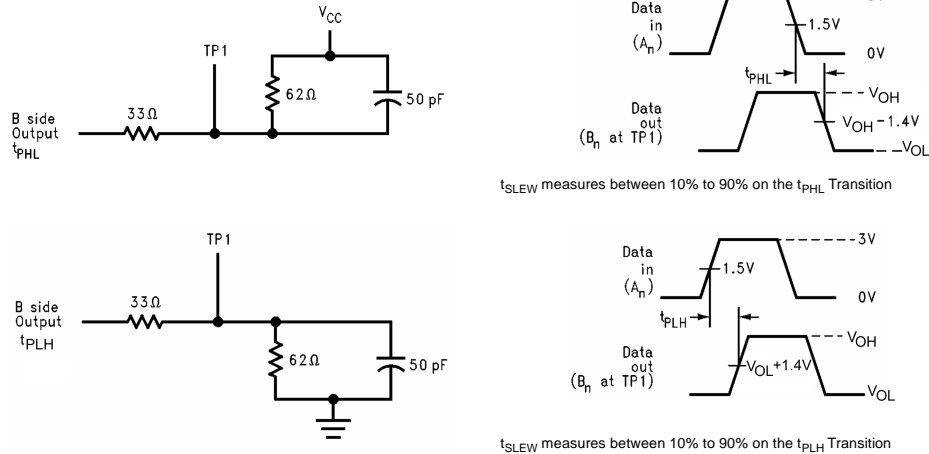 V_CC
TP1
62Ω
50 pF
33Ω
B side
Output
t_PHL
Data
in
(A_n)
1.5V
0V
t_PHL
V_OH
Data
out
(B_n at TP1)
V_OH -1.4V
V_OL
t_SLEW measures between 10% to 90% on the t_PHL Transition
TP1
33Ω
B side
Output
t_PLH
62Ω
50 pF
Data
in
(A_n)
3V
1.5V
0V
t_PLH
V_OH
Data
out
(B_n at TP1)
V_OL+1.4V
V_OL
t_SLEW measures between 10% to 90% on the t_PLH Transition